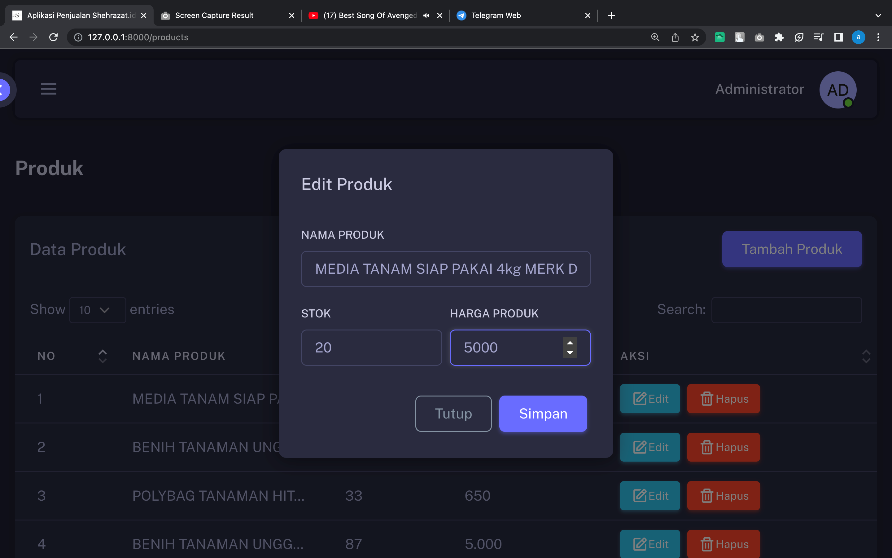 Aplikasi Penjualan Shehrazat.id
Screen Capture Result
(17) Best Song Of Avenged
Telegram Web
127.0.0.1:8000/products
a
Administrator
AD
Produk
Data Produk
Tambah Produk
Show 10 entries
Search:
NO
NAMA PRODUK
AKSI
1
MEDIA TANAM SIAP PA
Edit
Hapus
2
BENIH TANAMAN UNGG
Edit
Hapus
3
POLYBAG TANAMAN HIT...
33
650
Edit
Hapus
4
BENIH TANAMAN UNGG...
87
5.000
Edit
Hapus
Edit Produk
NAMA PRODUK
MEDIA TANAM SIAP PAKAI 4kg MERK D
STOK
HARGA PRODUK
20
5000
Tutup
Simpan